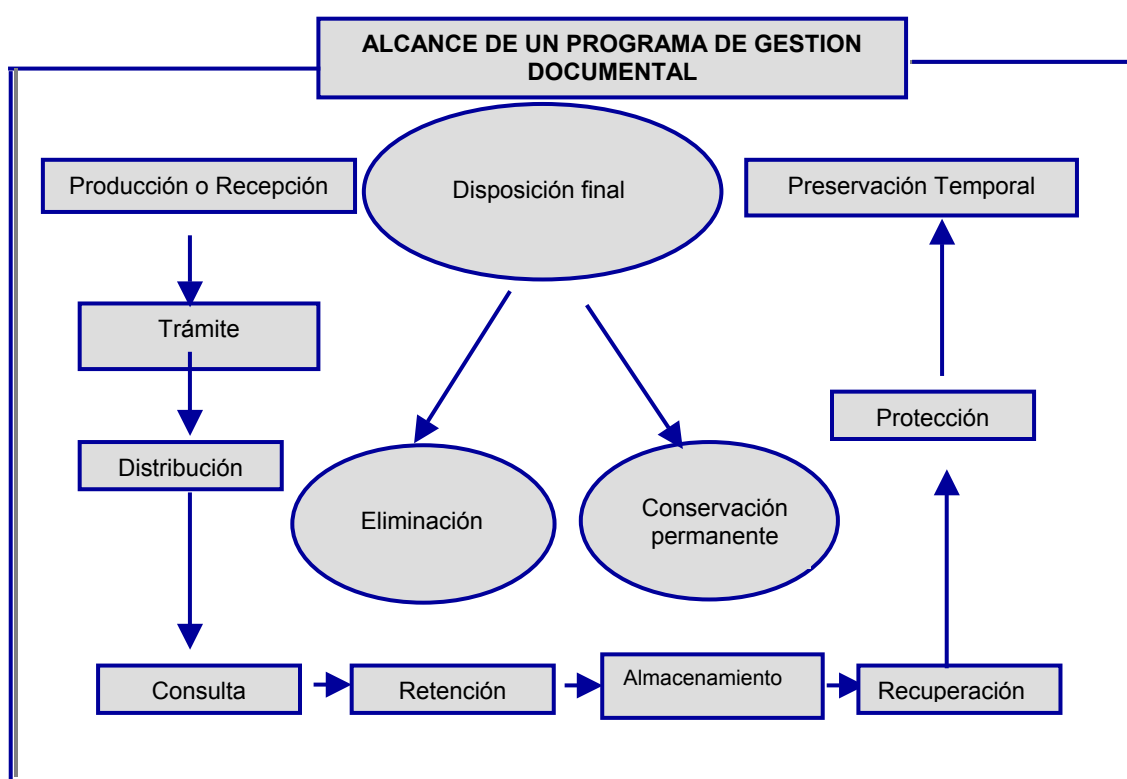 ALCANCE DE UN PROGRAMA DE GESTION
DOCUMENTAL
Producción o Recepción
Disposición final
Preservación Temporal
Trámite
Protección
Distribución
Eliminación
Conservación
permanente
Consulta
Retención
Almacenamiento
Recuperación